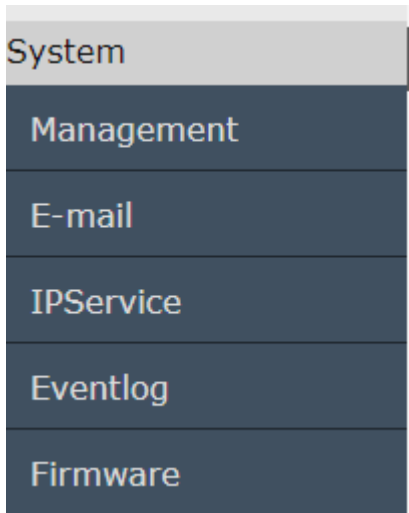 System
Management
E-mail
IPService
Eventlog
Firmware